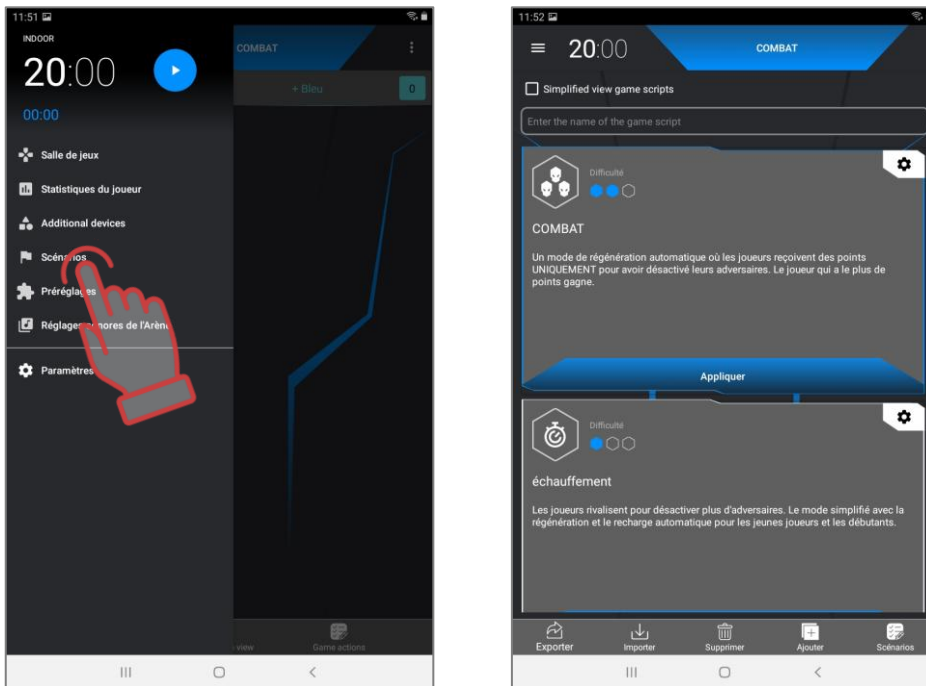 11:51
INDOOR
20:00
00:00
COMBAT
+ Bleu
0
Salle de jeux
Statistiques du joueur
Additional devices
Scénarios
Préréglages
Réglages sonores de l'Arène
Paramètres
view
Game actions
11:52
20:00
COMBAT
Simplified view game scripts
Enter the name of the game script
Difficulté
COMBAT
Un mode de régénération automatique où les joueurs reçoivent des points
UNIQUEMENT pour avoir désactivé leurs adversaires. Le joueur qui a le plus de
points gagne.
Appliquer
Difficulté
échauffement
Les joueurs rivalisent pour désactiver plus d'adversaires. Le mode simplifié avec la
régénération et le recharge automatique pour les jeunes joueurs et les débutants.
Exporter
Importer
Supprimer
Ajouter
Scénarios